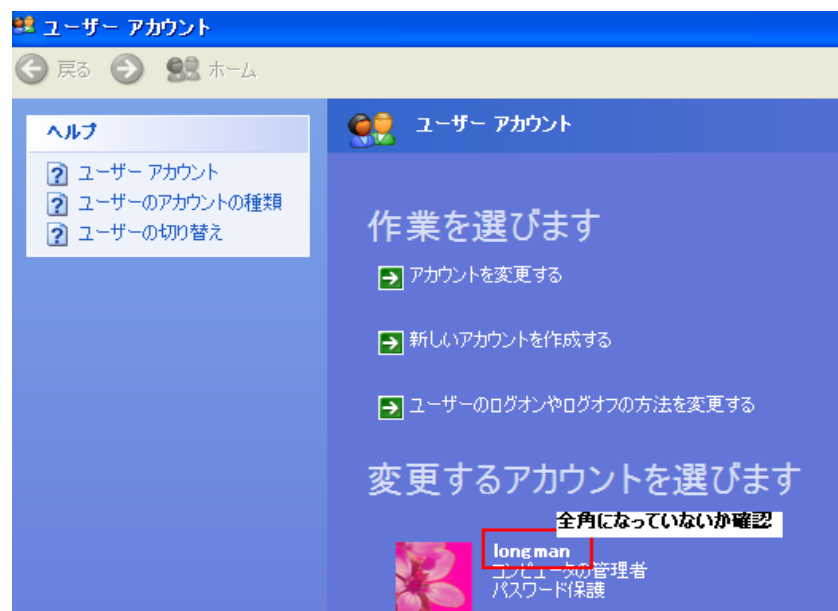 ユーザー アカウント
戻る ホーム
ヘルプ
ユーザー アカウント
ユーザーのアカウントの種類
ユーザーの切り替え
ユーザー アカウント
作業を選びます
アカウントを変更する
新しいアカウントを作成する
ユーザーのログオンやログオフの方法を変更する
変更するアカウントを選びます
全角になっていないか確認
longman
コンピュータの管理者
パスワード保護